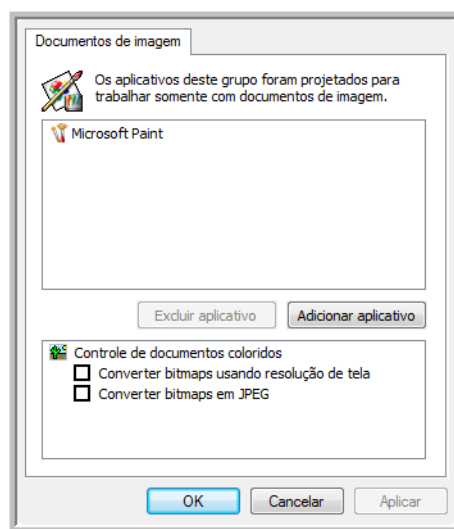 Documentos de imagem
Os aplicativos deste grupo foram projetados para
trabalhar somente com documentos de imagem.
Microsoft Paint
Excluir aplicativo
Adicionar aplicativo
Controle de documentos coloridos
Converter bitmaps usando resolução de tela
Converter bitmaps em JPEG
OK
Cancelar
Aplicar